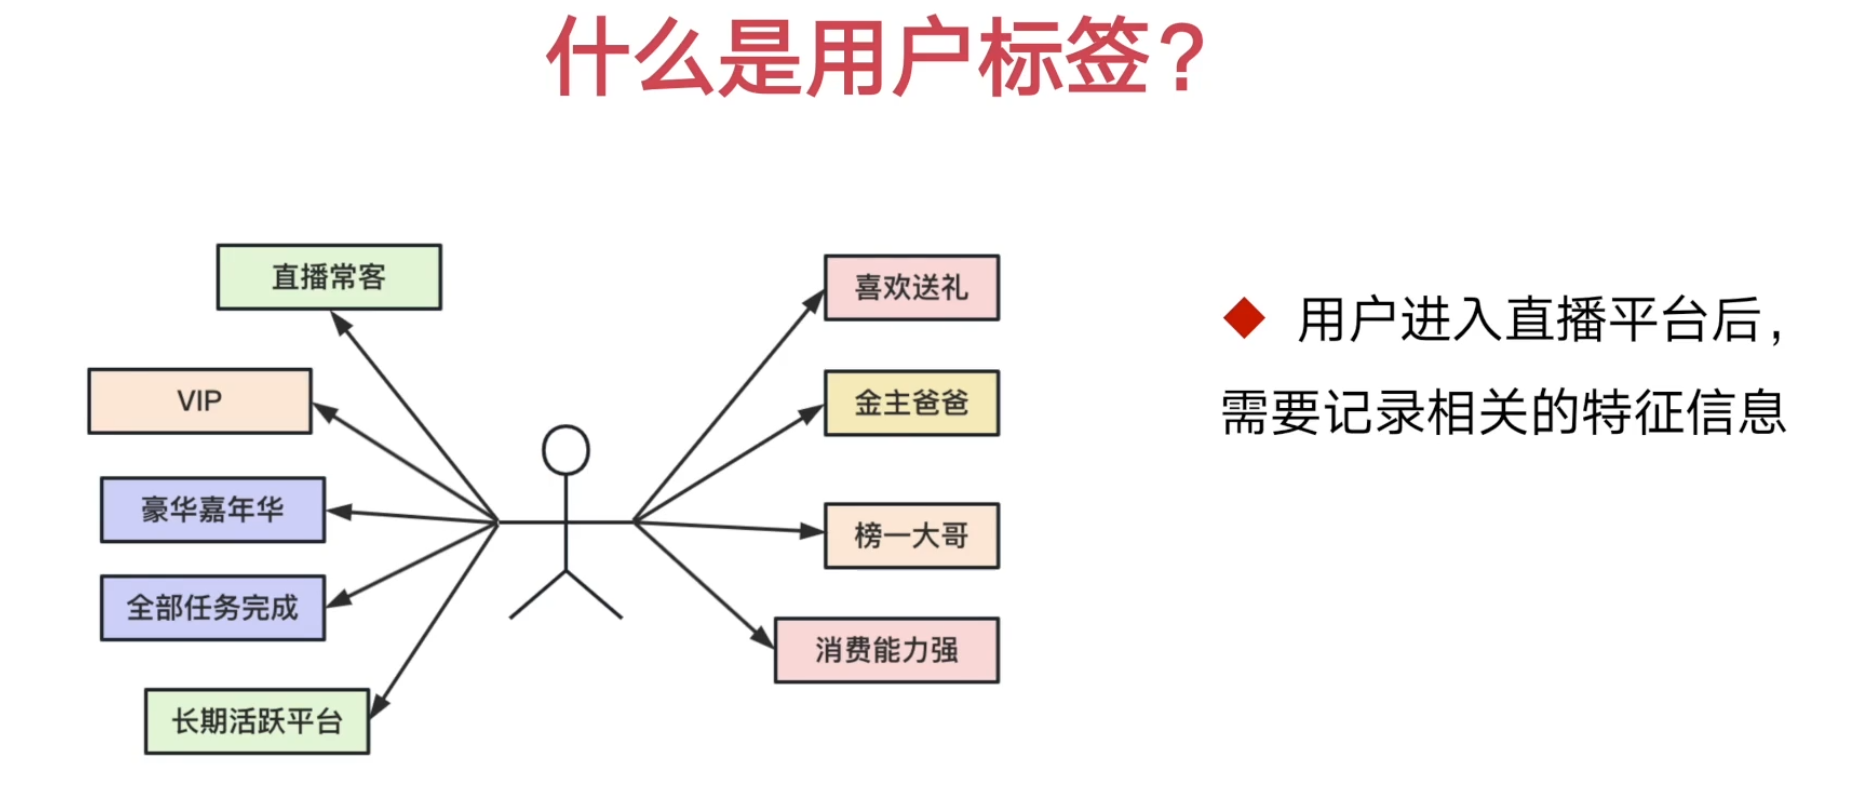 什么是用户标签?
直播常客
VIP
豪华嘉年华
全部任务完成
长期活跃平台
喜欢送礼
金主爸爸
榜一大哥
消费能力强
用户进入直播平台后,
需要记录相关的特征信息